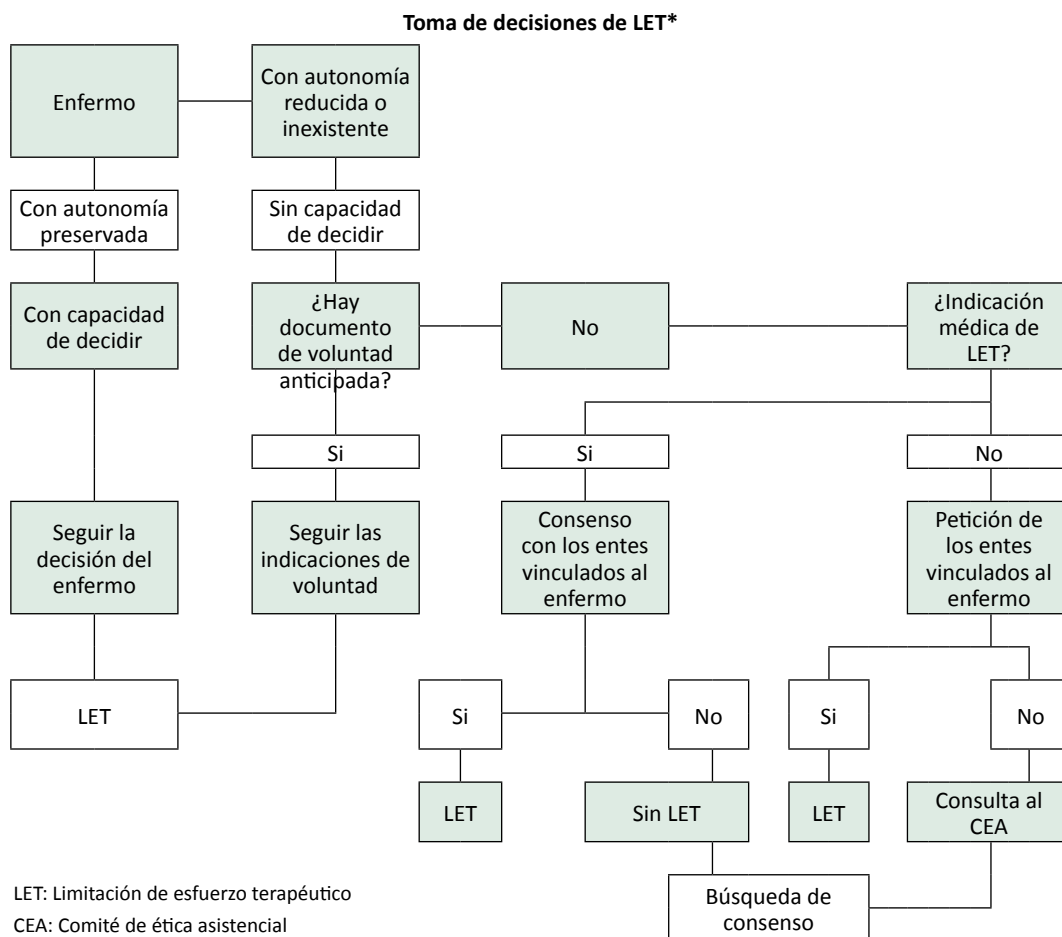 Toma de decisiones de LET*
Enfermo
Con autonomía
reducida o
inexistente
Con autonomía
preservada
Sin capacidad
de decidir
Con capacidad
de decidir
¿Hay
documento
de voluntad
anticipada?
No
¿Indicación
médica de
LET?
Si
Si
No
Seguir la
decisión del
enfermo
Seguir las
indicaciones de
voluntad
Consenso
con los entes
vinculados al
enfermo
Petición de
los entes
vinculados al
enfermo
LET
Si
No
Si
No
LET
Sin LET
LET
Consulta al
CEA
Búsqueda de
consenso
LET: Limitación de esfuerzo terapéutico
CEA: Comité de ética asistencial